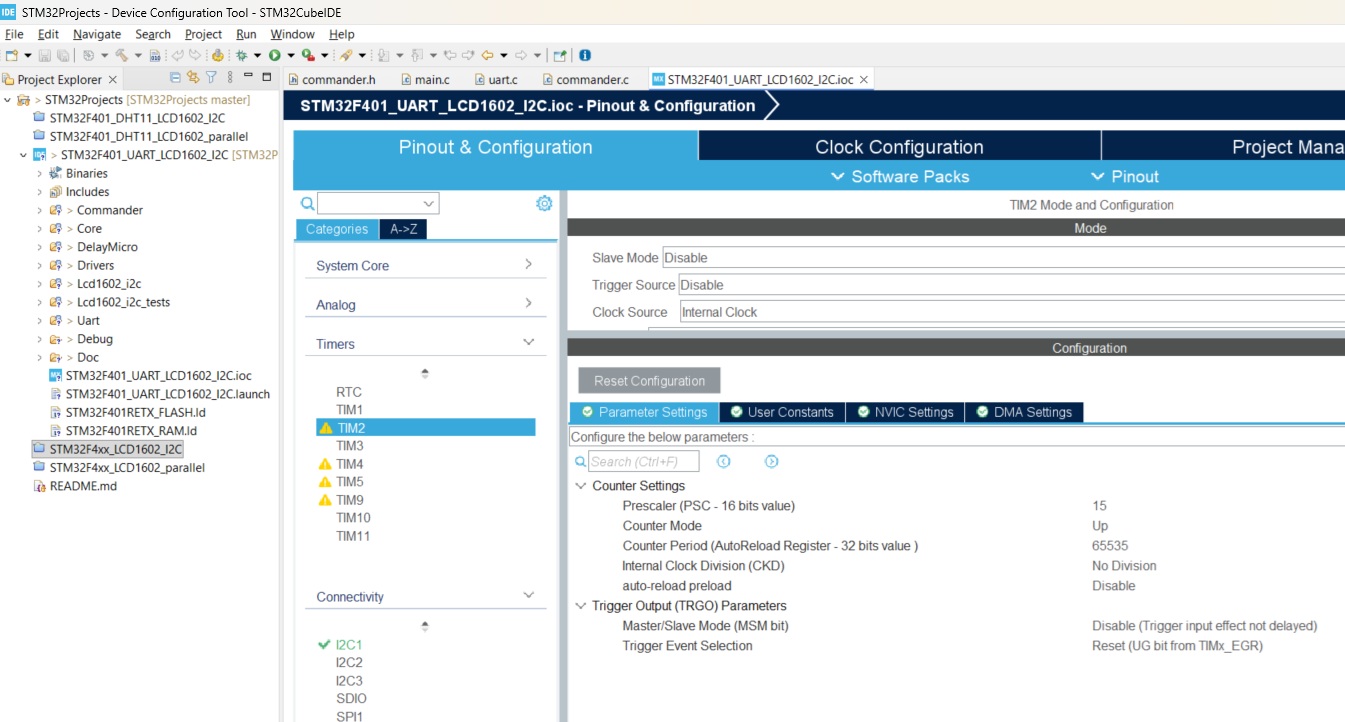 IDE STM32Projects - Device Configuration Tool - STM32CubeIDE
File Edit Navigate Search Project Run Window Help
Project Explorer
commander.h main.c uart.c commander.c STM32F401_UART_LCD1602_I2C.ioc
> STM32Projects [STM32Projects master]
STM32F401_DHT11_LCD1602_I2C
STM32F401_DHT11_LCD1602_parallel
> STM32F401_UART_LCD1602_I2C [STM32P
Binaries
Includes
> Commander
> Core
> DelayMicro
> Drivers
> Lcd1602_i2c
> Lcd1602_i2c_tests
> Uart
> Debug
> Doc
STM32F401_UART_LCD1602_I2C.ioc
STM32F401_UART_LCD1602_I2C.launch
STM32F401RETX_FLASH.ld
STM32F401RETX_RAM.ld
STM32F4xx_LCD1602_I2C
STM32F4xx_LCD1602_parallel
README.md
STM32F401_UART_LCD1602_I2C.ioc - Pinout & Configuration
Pinout & Configuration
Clock Configuration
Project Mana
Software Packs
Pinout
Categories
A->Z
System Core
Analog
Timers
RTC
TIM1
TIM2
TIM3
TIM4
TIM5
TIM9
TIM10
TIM11
Connectivity
I2C1
I2C2
I2C3
SDIO
SPI1
TIM2 Mode and Configuration
Mode
Slave Mode Disable
Trigger Source Disable
Clock Source Internal Clock
Configuration
Reset Configuration
Parameter Settings
User Constants
NVIC Settings
DMA Settings
Configure the below parameters :
Search (Ctrl+F)
Counter Settings
Prescaler (PSC - 16 bits value) 15
Counter Mode Up
Counter Period (AutoReload Register - 32 bits value ) 65535
Internal Clock Division (CKD) No Division
auto-reload preload Disable
Trigger Output (TRGO) Parameters
Master/Slave Mode (MSM bit) Disable (Trigger input effect not delayed)
Trigger Event Selection Reset (UG bit from TIMx_EGR)